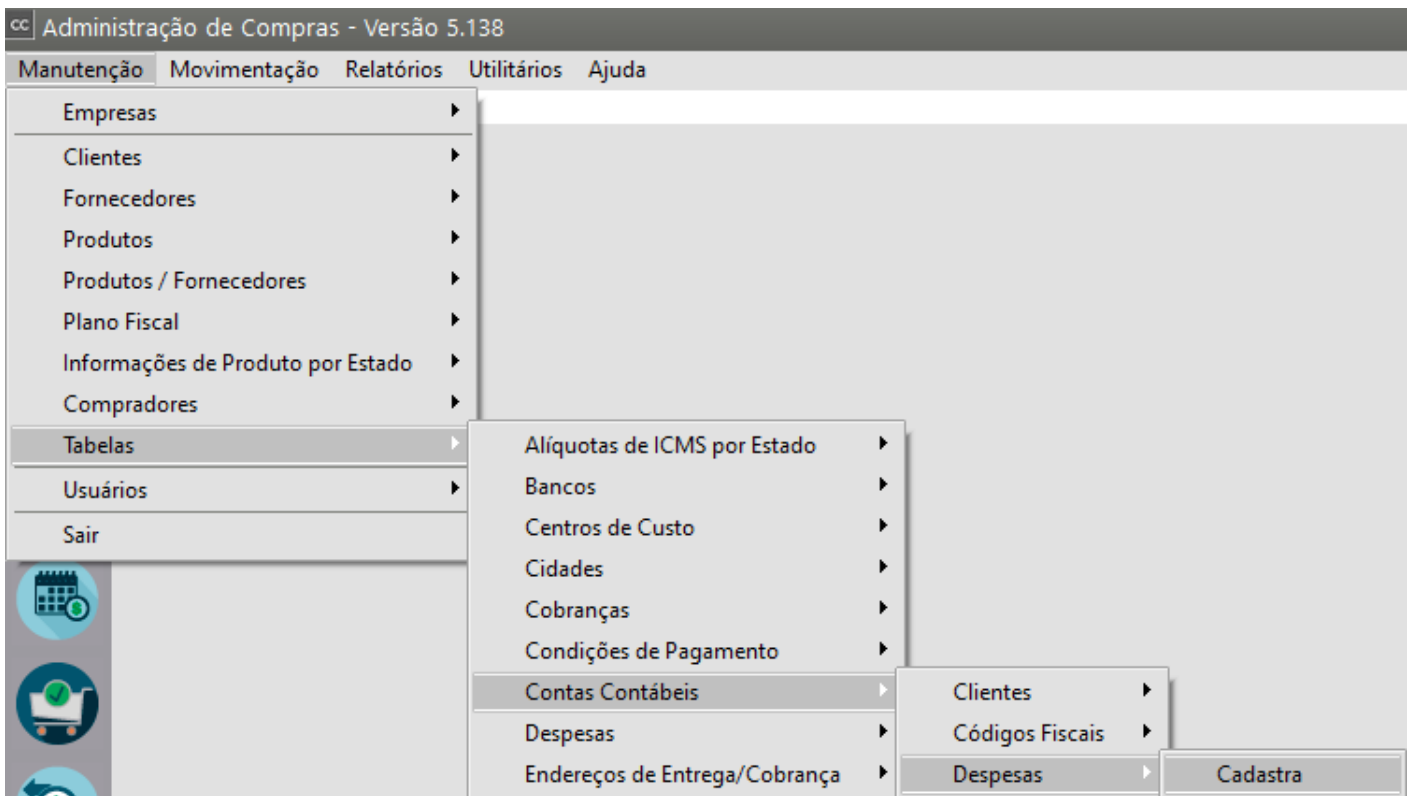 CC Administração de Compras - Versão 5.138
Manutenção Movimentação Relatórios Utilitários Ajuda
Empresas
Clientes
Fornecedores
Produtos
Produtos / Fornecedores
Plano Fiscal
Informações de Produto por Estado
Compradores
Tabelas
Usuários
Sair
Alíquotas de ICMS por Estado
Bancos
Centros de Custo
Cidades
Cobranças
Condições de Pagamento
Contas Contábeis
Despesas
Endereços de Entrega/Cobrança
Clientes
Códigos Fiscais
Despesas
Cadastra